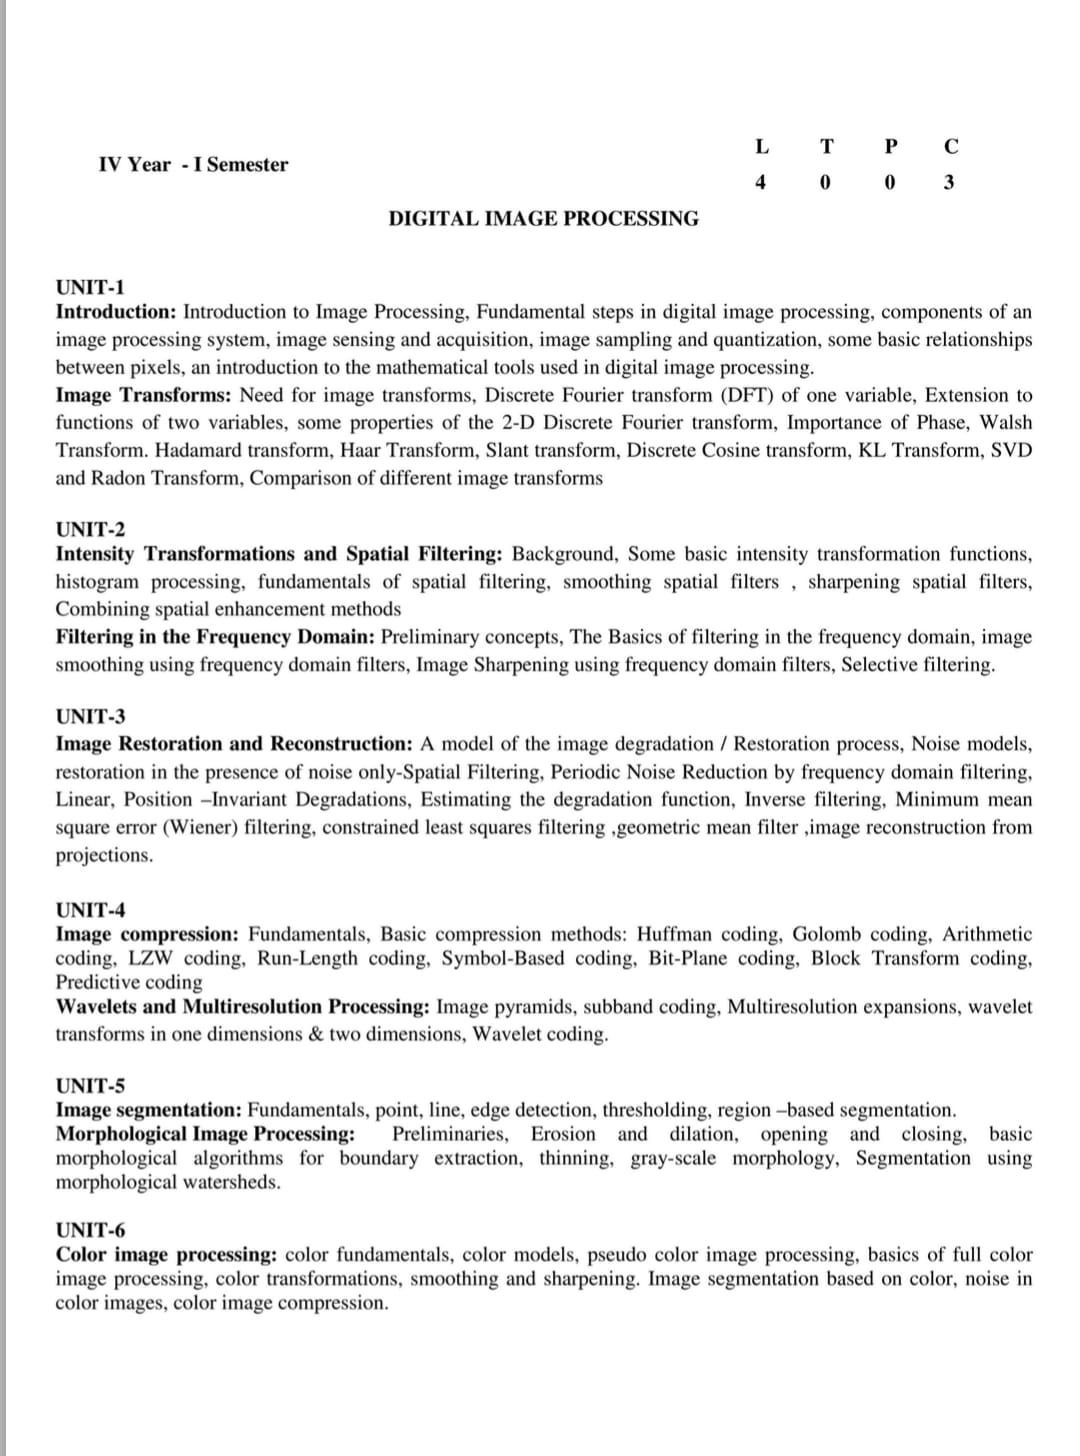 L T P C
IV Year - I Semester
4 0 0 3
DIGITAL IMAGE PROCESSING
UNIT-1
Introduction: Introduction to Image Processing, Fundamental steps in digital image processing, components of an
image processing system, image sensing and acquisition, image sampling and quantization, some basic relationships
between pixels, an introduction to the mathematical tools used in digital image processing.
Image Transforms: Need for image transforms, Discrete Fourier transform (DFT) of one variable, Extension to
functions of two variables, some properties of the 2-D Discrete Fourier transform, Importance of Phase, Walsh
Transform. Hadamard transform, Haar Transform, Slant transform, Discrete Cosine transform, KL Transform, SVD
and Radon Transform, Comparison of different image transforms
UNIT-2
Intensity Transformations and Spatial Filtering: Background, Some basic intensity transformation functions,
histogram processing, fundamentals of spatial filtering, smoothing spatial filters , sharpening spatial filters,
Combining spatial enhancement methods
Filtering in the Frequency Domain: Preliminary concepts, The Basics of filtering in the frequency domain, image
smoothing using frequency domain filters, Image Sharpening using frequency domain filters, Selective filtering.
UNIT-3
Image Restoration and Reconstruction: A model of the image degradation / Restoration process, Noise models,
restoration in the presence of noise only-Spatial Filtering, Periodic Noise Reduction by frequency domain filtering,
Linear, Position –Invariant Degradations, Estimating the degradation function, Inverse filtering, Minimum mean
square error (Wiener) filtering, constrained least squares filtering ,geometric mean filter ,image reconstruction from
projections.
UNIT-4
Image compression: Fundamentals, Basic compression methods: Huffman coding, Golomb coding, Arithmetic
coding, LZW coding, Run-Length coding, Symbol-Based coding, Bit-Plane coding, Block Transform coding,
Predictive coding
Wavelets and Multiresolution Processing: Image pyramids, subband coding, Multiresolution expansions, wavelet
transforms in one dimensions & two dimensions, Wavelet coding.
UNIT-5
Image segmentation: Fundamentals, point, line, edge detection, thresholding, region –based segmentation.
Morphological Image Processing: Preliminaries, Erosion and dilation, opening and closing, basic
morphological algorithms for boundary extraction, thinning, gray-scale morphology, Segmentation using
morphological watersheds.
UNIT-6
Color image processing: color fundamentals, color models, pseudo color image processing, basics of full color
image processing, color transformations, smoothing and sharpening. Image segmentation based on color, noise in
color images, color image compression.